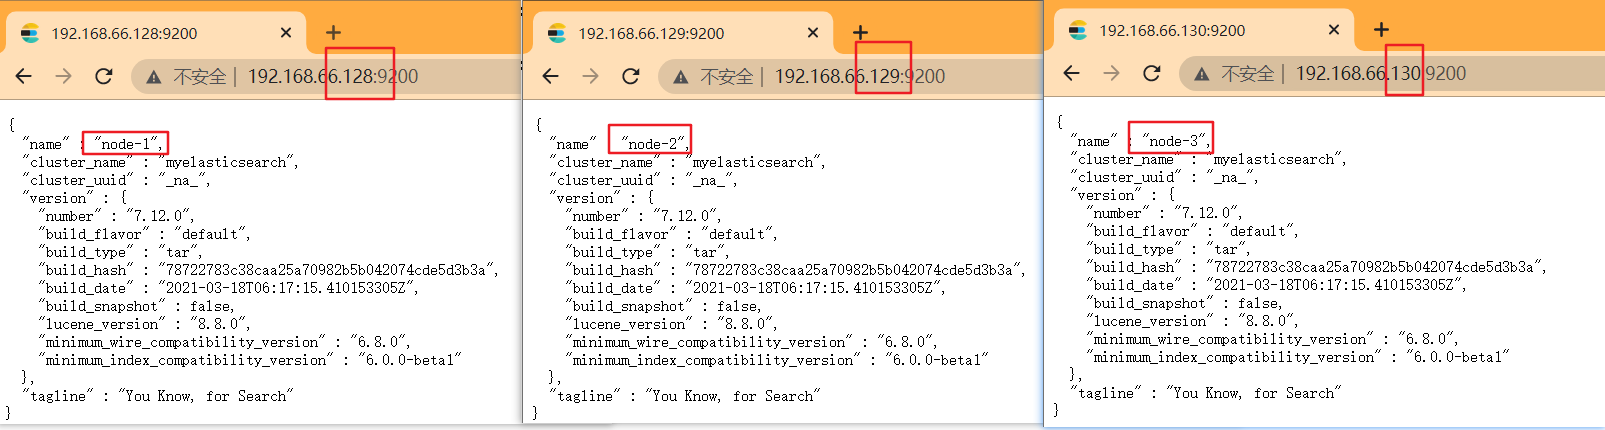 192.168.66.128:9200
不安全 | 192.168.66.128:9200
{
"name" : "node-1",
"cluster_name" : "myelasticsearch",
"cluster_uuid" : "_na_",
"version" : {
"number" : "7.12.0",
"build_flavor" : "default",
"build_type" : "tar",
"build_hash" : "78722783c38caa25a70982b5b042074cde5d3b3a",
"build_date" : "2021-03-18T06:17:15.410153305Z",
"build_snapshot" : false,
"lucene_version" : "8.8.0",
"minimum_wire_compatibility_version" : "6.8.0",
"minimum_index_compatibility_version" : "6.0.0-beta1"
},
"tagline" : "You Know, for Search"
}
192.168.66.129:9200
不安全 | 192.168.66.129:9200
{
"name" : "node-2",
"cluster_name" : "myelasticsearch",
"cluster_uuid" : "_na_",
"version" : {
"number" : "7.12.0",
"build_flavor" : "default",
"build_type" : "tar",
"build_hash" : "78722783c38caa25a70982b5b042074cde5d3b3a",
"build_date" : "2021-03-18T06:17:15.410153305Z",
"build_snapshot" : false,
"lucene_version" : "8.8.0",
"minimum_wire_compatibility_version" : "6.8.0",
"minimum_index_compatibility_version" : "6.0.0-beta1"
},
"tagline" : "You Know, for Search"
}
192.168.66.130:9200
不安全 | 192.168.66.130:9200
{
"name" : "node-3",
"cluster_name" : "myelasticsearch",
"cluster_uuid" : "_na_",
"version" : {
"number" : "7.12.0",
"build_flavor" : "default",
"build_type" : "tar",
"build_hash" : "78722783c38caa25a70982b5b042074cde5d3b3a",
"build_date" : "2021-03-18T06:17:15.410153305Z",
"build_snapshot" : false,
"lucene_version" : "8.8.0",
"minimum_wire_compatibility_version" : "6.8.0",
"minimum_index_compatibility_version" : "6.0.0-beta1"
},
"tagline" : "You Know, for Search"
}